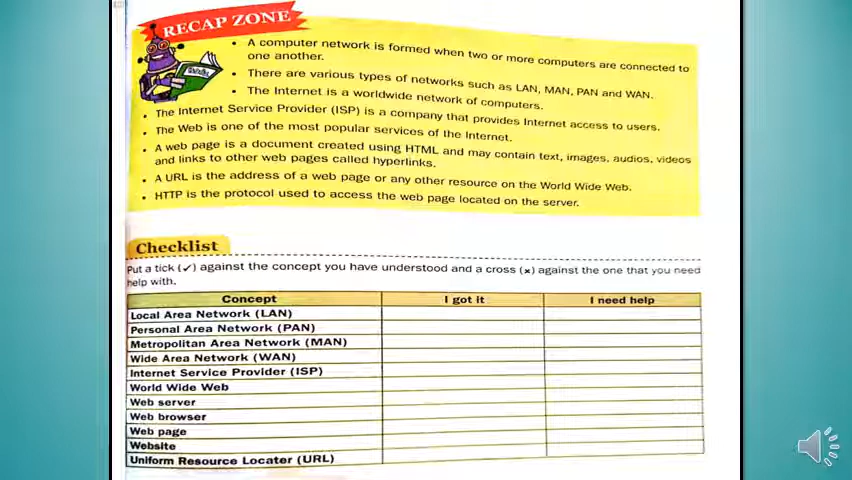 RECAP ZONE
• A computer network is formed when two or more computers are connected to
one another.
• There are various types of networks such as LAN, MAN, PAN and WAN.
• The Internet is a worldwide network of computers.
• The Internet Service Provider (ISP) is a company that provides Internet access to users.
• The Web is one of the most popular services of the Internet.
• A web page is a document created using HTML and may contain text, images, audios, videos
and links to other web pages called hyperlinks.
• A URL is the address of a web page or any other resource on the World Wide Web.
• HTTP is the protocol used to access the web page located on the server.
Checklist
Put a tick (✓) against the concept you have understood and a cross (×) against the one that you need
help with.
Concept I got it I need help
Local Area Network (LAN)
Personal Area Network (PAN)
Metropolitan Area Network (MAN)
Wide Area Network (WAN)
Internet Service Provider (ISP)
World Wide Web
Web server
Web browser
Web page
Website
Uniform Resource Locater (URL)